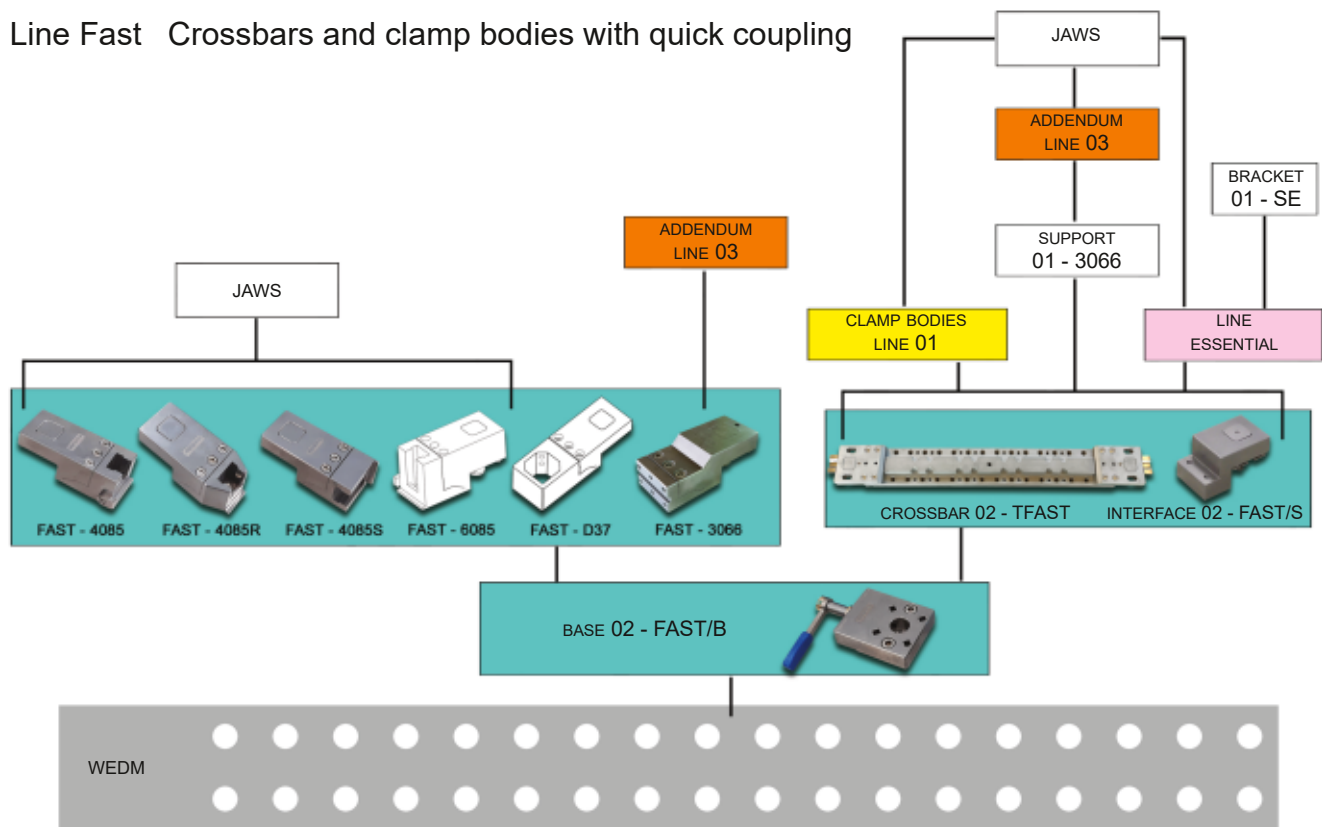 Line Fast Crossbars and clamp bodies with quick coupling
JAWS
ADDENDUM
LINE 03
BRACKET
01 - SE
SUPPORT
01 - 3066
ADDENDUM
LINE 03
JAWS
CLAMP BODIES
LINE 01
LINE
ESSENTIAL
FAST - 4085
FAST - 4085R
FAST - 4085S
FAST - 6085
FAST - D37
FAST - 3066
CROSSBAR 02 - TFAST
INTERFACE 02 - FAST/S
BASE 02 - FAST/B
WEDM